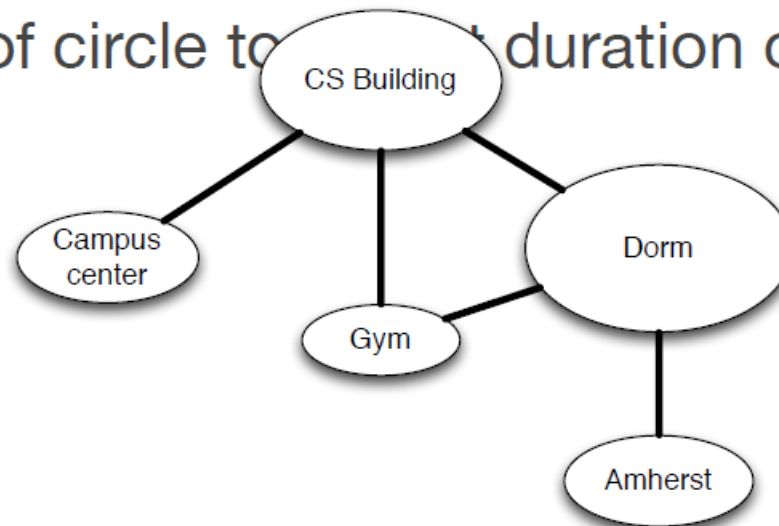 of circle to duration
CS Building
Campus
center
Dorm
Gym
Amherst